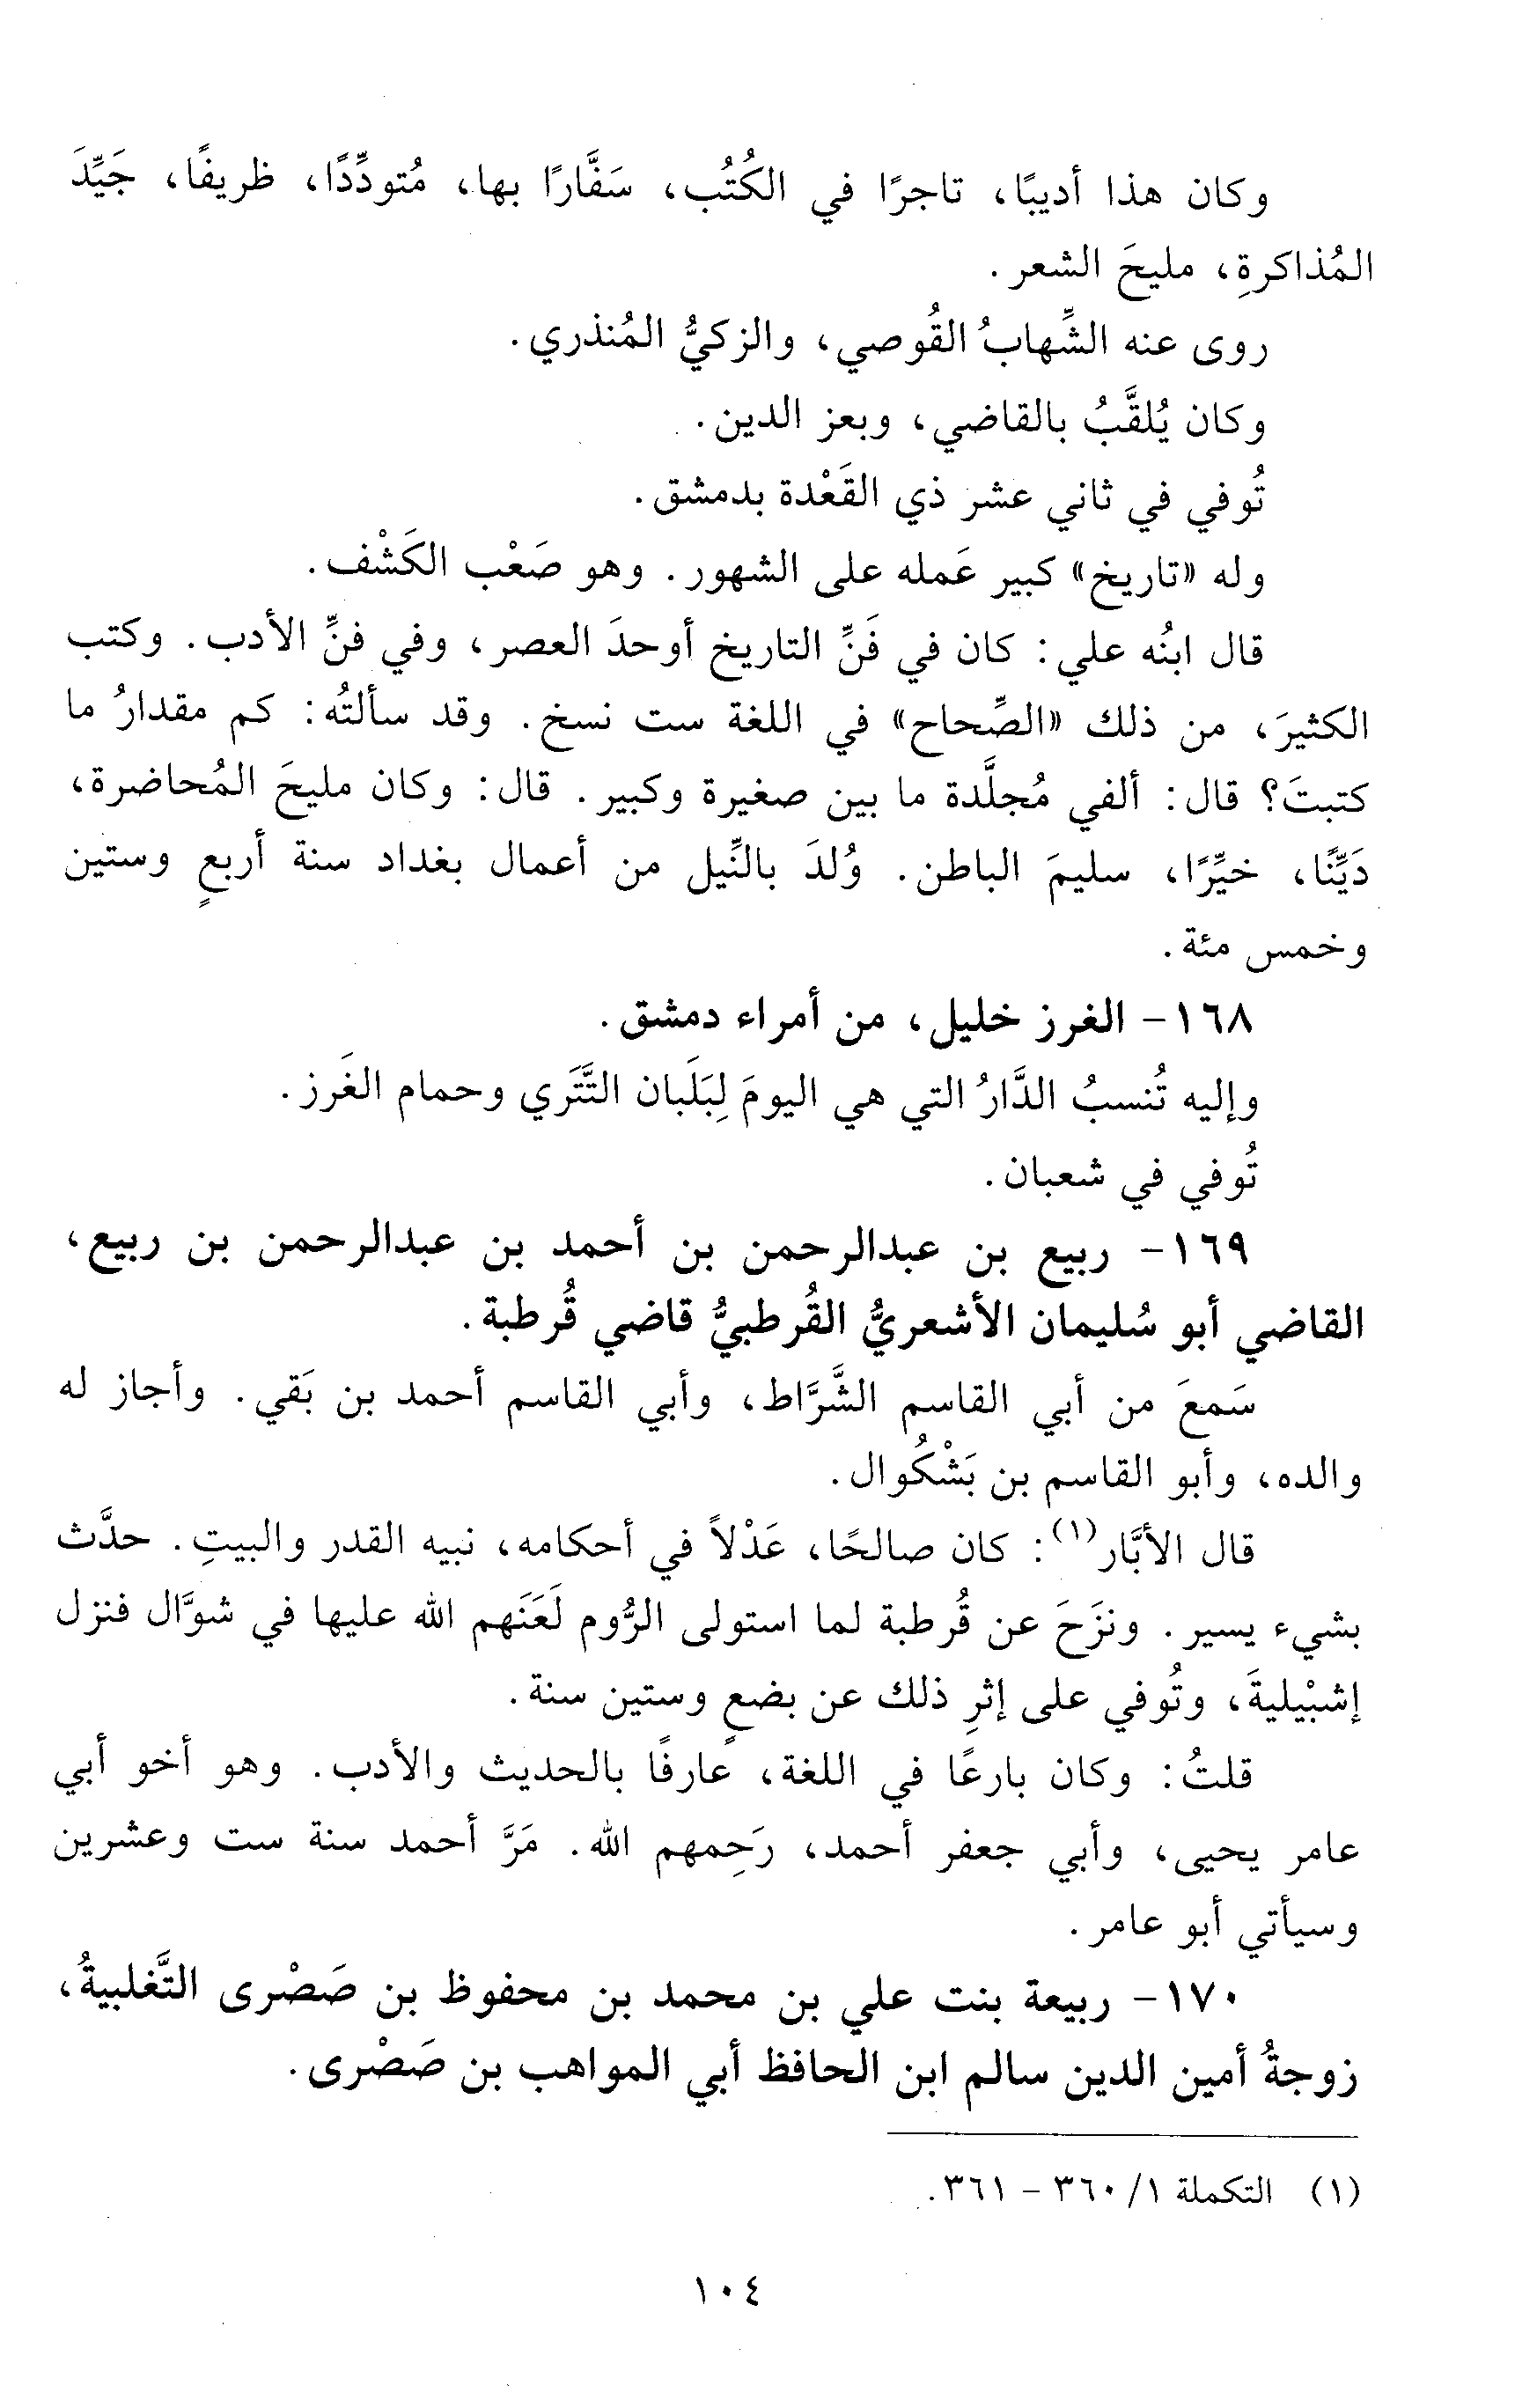 وكان هذا أديبًا، تاجرًا في الكُتُب، سَفَّارًا بها، مُتودِّدًا، ظريفًا، جَيِّدَ
المُذاكرةِ، مليحَ الشعر.
روى عنه الشِّهابُ القُوصي، والزكيُّ المُنذري.
وكان يُلقَّبُ بالقاضي، وبعز الدين.
تُوفي في ثاني عشر ذي القَعْدة بدمشق.
وله «تاريخ» كبير عَمله على الشهور. وهو صَعْب الكَشْف.
قال ابنُه علي: كان في فَنِّ التاريخ أوحدَ العصر، وفي فنِّ الأدب. وكتب
الكثيرَ، من ذلك «الصِّحاح» في اللغة ست نسخ. وقد سألتُه: كم مقدارُ ما
كتبتَ؟ قال: ألفي مُجلَّدة ما بين صغيرة وكبير. قال: وكان مليحَ المُحاضرة،
دَيِّنًا، خيِّرًا، سليمَ الباطن. وُلدَ بالنِّيل من أعمال بغداد سنة أربعٍ وستين
وخمس مئة.
١٦٨- الغرز خليل، من أمراء دمشق.
وإليه تُنسبُ الدَّارُ التي هي اليومَ لِبَلَبان التَّتَري وحمام الغَرز.
تُوفي في شعبان.
١٦٩- ربيع بن عبدالرحمن بن أحمد بن عبدالرحمن بن ربيع،
القاضي أبو سُليمان الأشعريُّ القُرطبيُّ قاضي قُرطبة.
سَمعَ من أبي القاسم الشَّرَّاط، وأبي القاسم أحمد بن بَقي. وأجاز له
والده، وأبو القاسم بن بَشْكُوال.
قال الأبَّار(١): كان صالحًا، عَدْلاً في أحكامه، نبيه القدر والبيتِ. حدَّث
بشيء يسير. ونزَحَ عن قُرطبة لما استولى الرُّوم لَعَنَهم الله عليها في شوَّال فنزل
إشبْيليةَ، وتُوفي على إثرِ ذلك عن بضعٍ وستين سنة.
قلتُ: وكان بارعًا في اللغة، عارفًا بالحديث والأدب. وهو أخو أبي
عامر يحيى، وأبي جعفر أحمد، رَحِمهم الله. مَرَّ أحمد سنة ست وعشرين
وسيأتي أبو عامر.
١٧٠- ربيعة بنت علي بن محمد بن محفوظ بن صَصْرى التَّغلبيةُ،
زوجةُ أمين الدين سالم ابن الحافظ أبي المواهب بن صَصْرى.
(١) التكملة ١/ ٣٦٠ - ٣٦١.
١٠٤